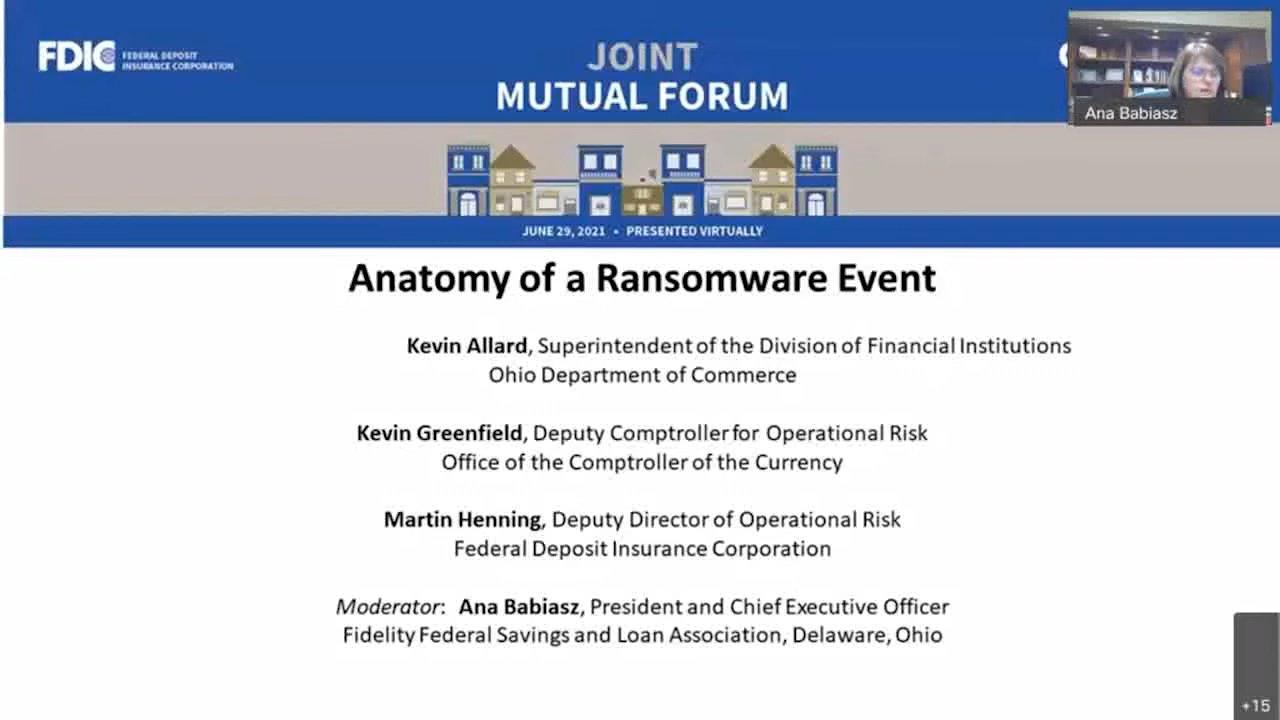 FDIC
FEDERAL DEPOSIT
INSURANCE CORPORATION
JOINT
MUTUAL FORUM
Ana Babiasz
JUNE 29, 2021 • PRESENTED VIRTUALLY
Anatomy of a Ransomware Event
Kevin Allard, Superintendent of the Division of Financial Institutions
Ohio Department of Commerce
Kevin Greenfield, Deputy Comptroller for Operational Risk
Office of the Comptroller of the Currency
Martin Henning, Deputy Director of Operational Risk
Federal Deposit Insurance Corporation
Moderator: Ana Babiasz, President and Chief Executive Officer
Fidelity Federal Savings and Loan Association, Delaware, Ohio
+15